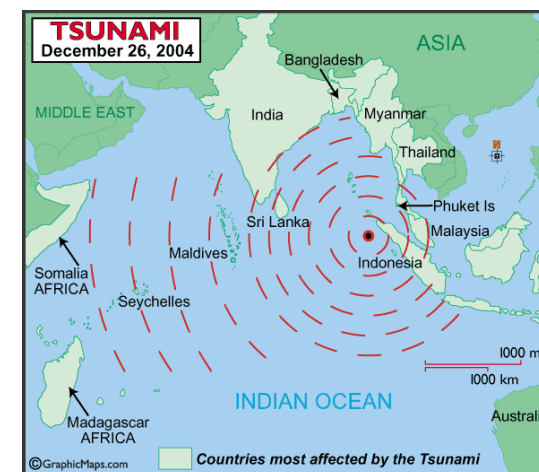 TSUNAMI
December 26, 2004
ASIA
Bangladesh
MIDDLE EAST
India
Myanmar
Thailand
N
Phuket Is
Sri Lanka
Malaysia
Maldives
Indonesia
Somalia
AFRICA
Seychelles
1000 m
1000 km
INDIAN OCEAN
Madagascar
AFRICA
Australi
Countries most affected by the Tsunami
©GraphicMaps.com